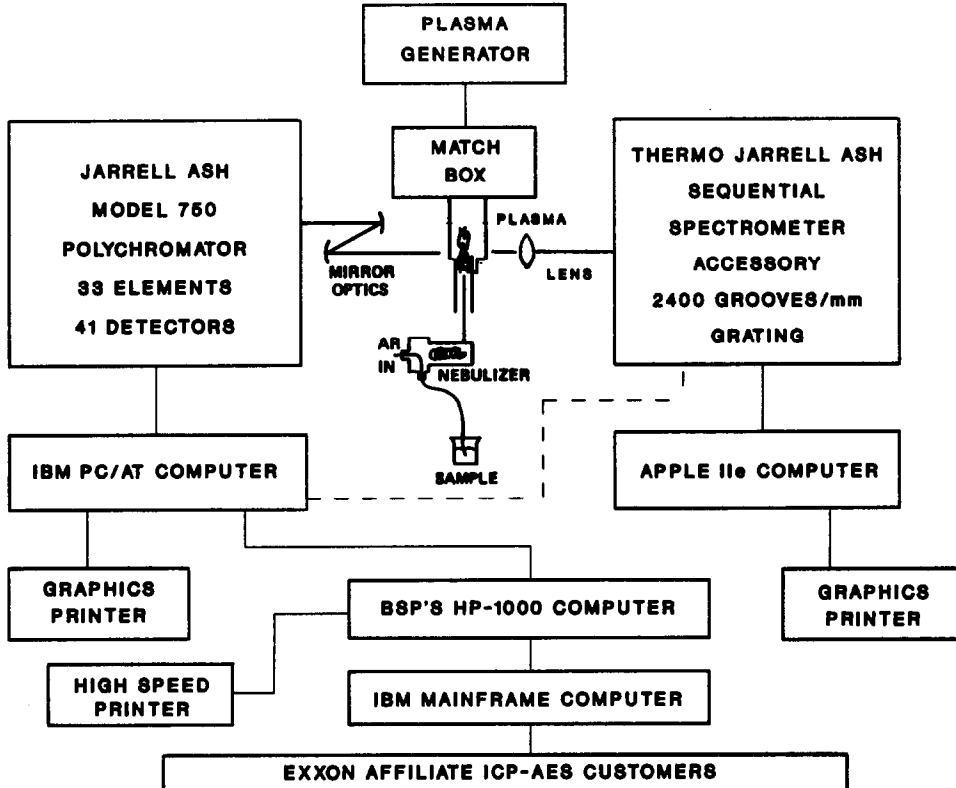 PLASMA
GENERATOR
MATCH
BOX
JARRELL ASH
MODEL 750
POLYCHROMATOR
33 ELEMENTS
41 DETECTORS
THERMO JARRELL ASH
SEQUENTIAL
SPECTROMETER
ACCESSORY
2400 GROOVES/mm
GRATING
PLASMA
LENS
MIRROR
OPTICS
AR
IN
NEBULIZER
SAMPLE
IBM PC/AT COMPUTER
APPLE IIe COMPUTER
GRAPHICS
PRINTER
BSP'S HP-1000 COMPUTER
GRAPHICS
PRINTER
HIGH SPEED
PRINTER
IBM MAINFRAME COMPUTER
EXXON AFFILIATE ICP-AES CUSTOMERS